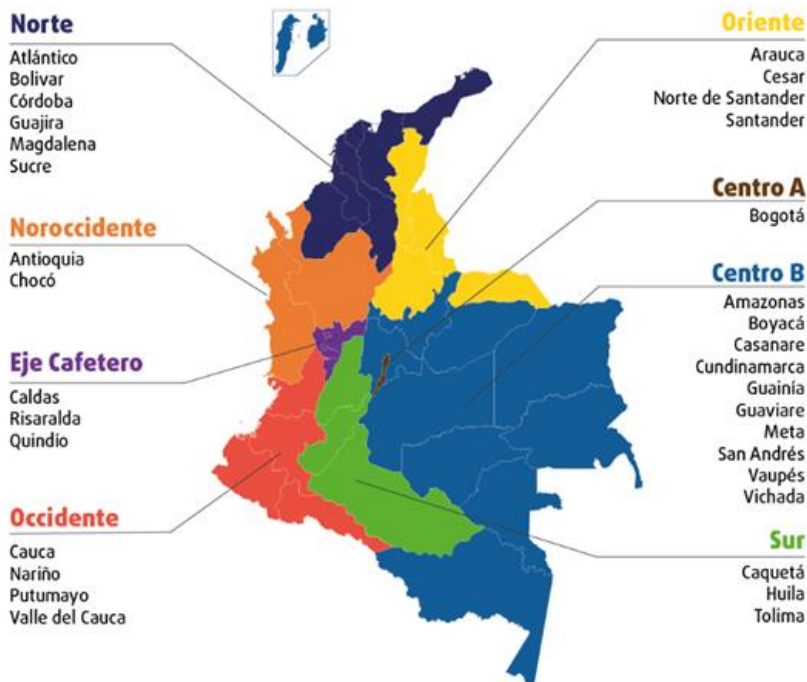 Norte
Atlántico
Bolivar
Córdoba
Guajira
Magdalena
Sucre
Noroccidente
Antioquia
Chocó
Eje Cafetero
Caldas
Risaralda
Quindio
Occidente
Cauca
Nariño
Putumayo
Valle del Cauca
Oriente
Arauca
Cesar
Norte de Santander
Santander
Centro A
Bogotá
Centro B
Amazonas
Boyacá
Casanare
Cundinamarca
Guainía
Guaviare
Meta
San Andrés
Vaupés
Vichada
Sur
Caquetá
Huila
Tolima